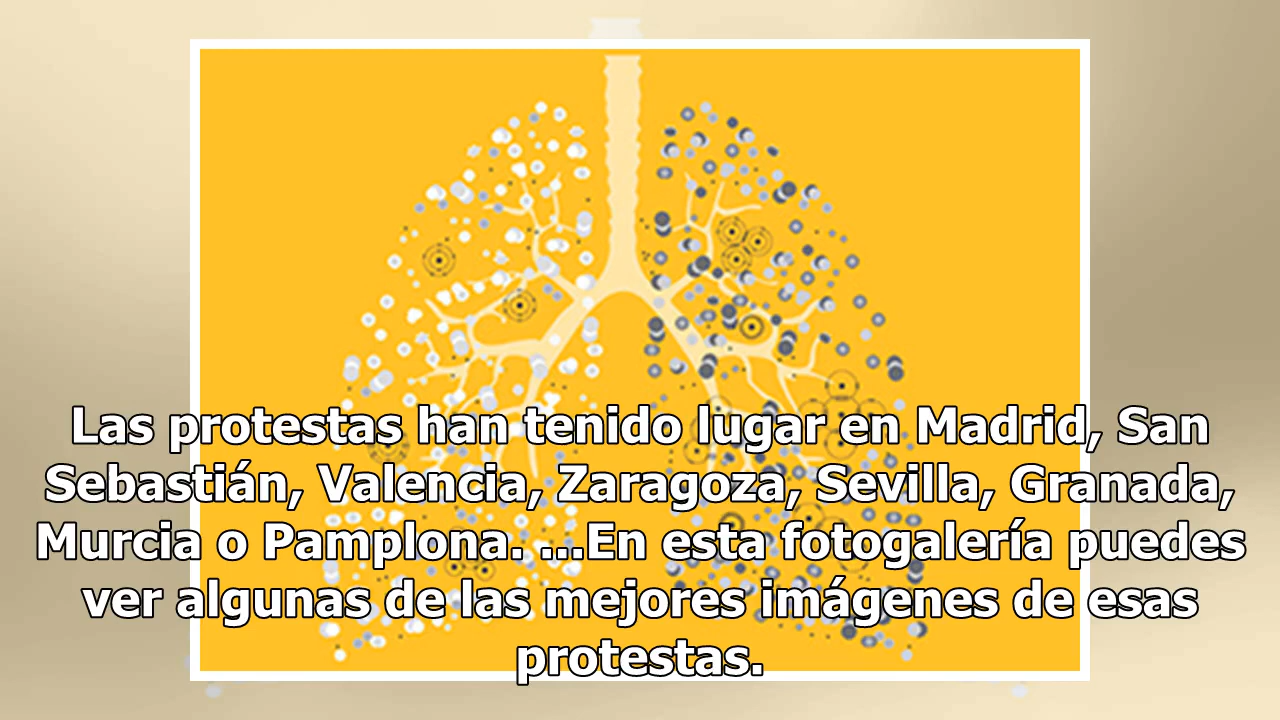 Las protestas han tenido lugar en Madrid, San
Sebastián, Valencia, Zaragoza, Sevilla, Granada,
Murcia o Pamplona. ...En esta fotogalería puedes
ver algunas de las mejores imágenes de esas
protestas.